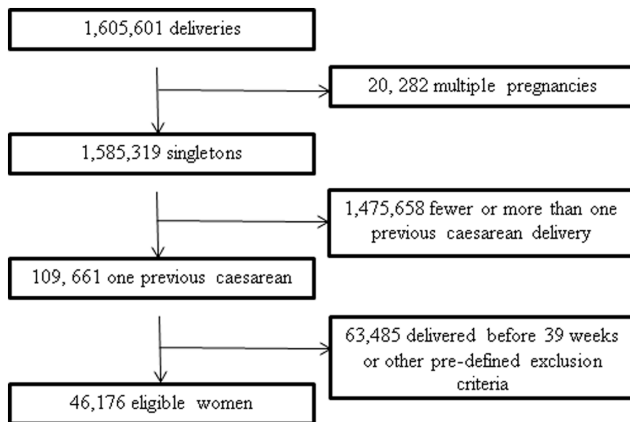 1,605,601 deliveries
20, 282 multiple pregnancies
1,585,319 singletons
1,475,658 fewer or more than one
previous caesarean delivery
109, 661 one previous caesarean
63,485 delivered before 39 weeks
or other pre-defined exclusion
criteria
46,176 eligible women